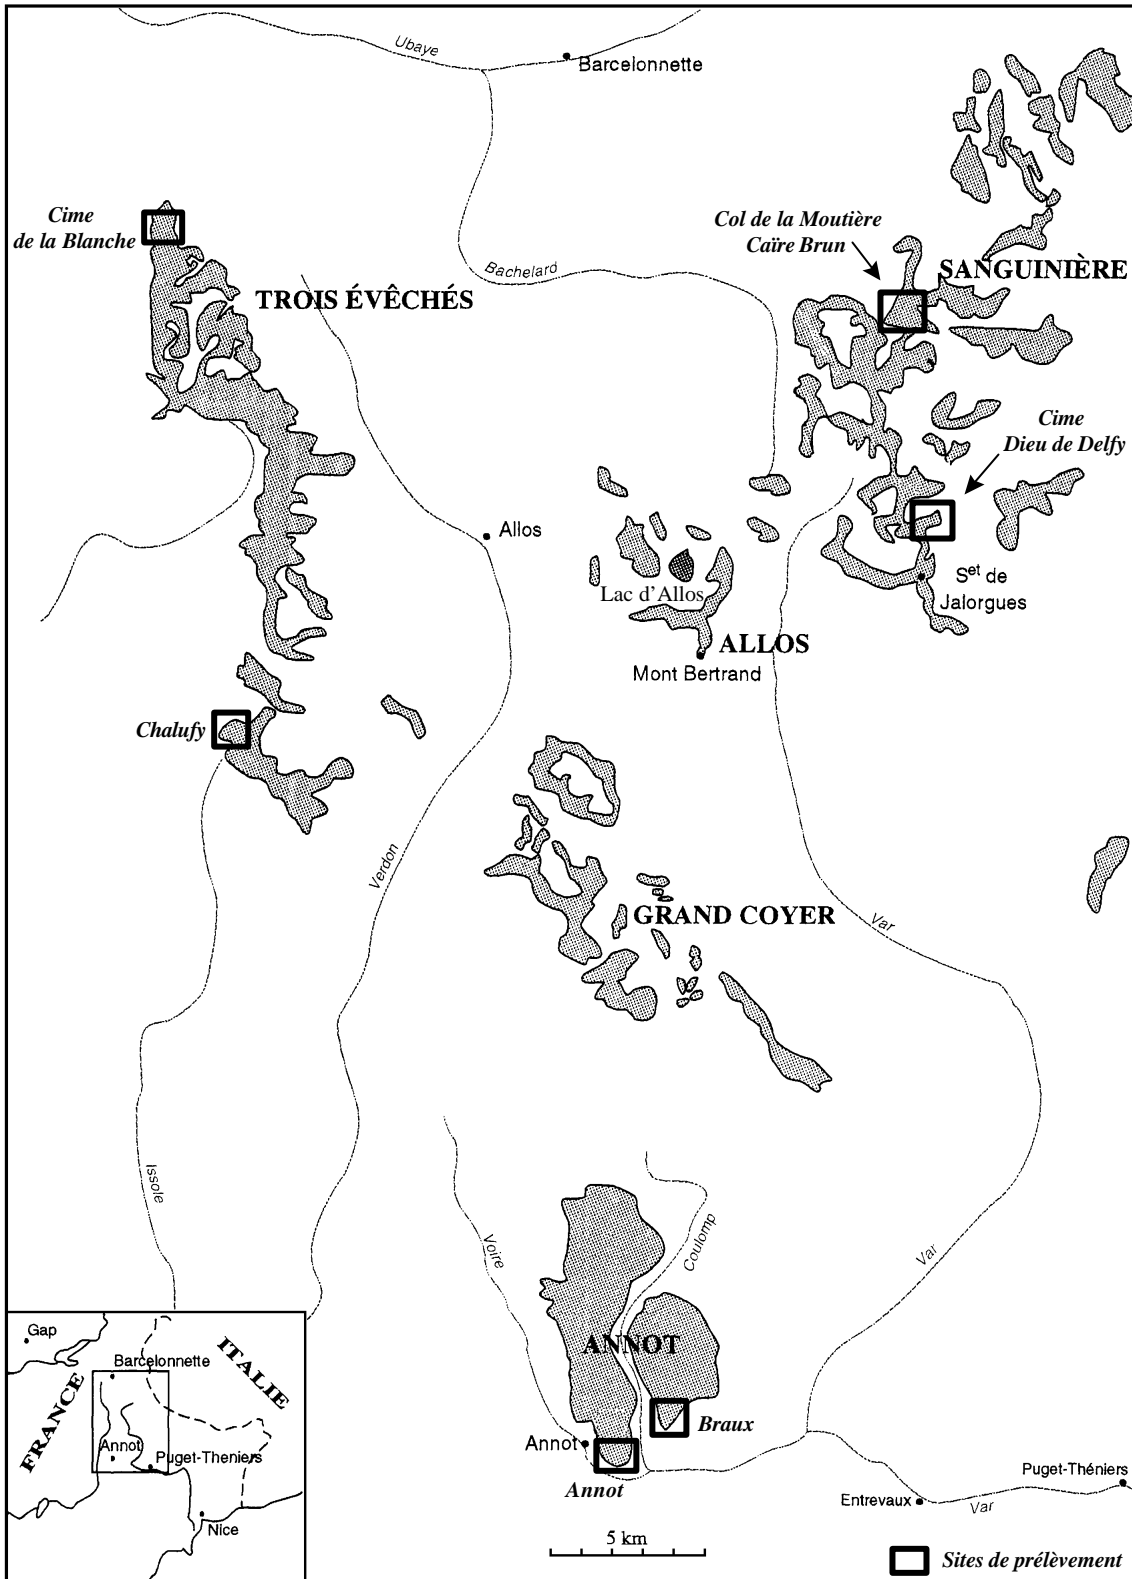 Ubaye
Barcelonnette
Cime
de la Blanche
Col de la Moutière
Caïre Brun
Bachelard
SANGUINIÈRE
TROIS ÉVÊCHÉS
Cime
Dieu de Delfy
Allos
Lac d'Allos
S^et de
Jalorgues
ALLOS
Mont Bertrand
Chalufy
Verdon
GRAND COYER
Var
Issole
Voire
Coulomp
Var
ANNOT
Braux
Annot
Annot
Puget-Théniers
Entrevaux
Var
5 km
Sites de prélèvement
Gap
Barcelonnette
ITALIE
FRANCE
Annot
Puget-Theniers
Nice